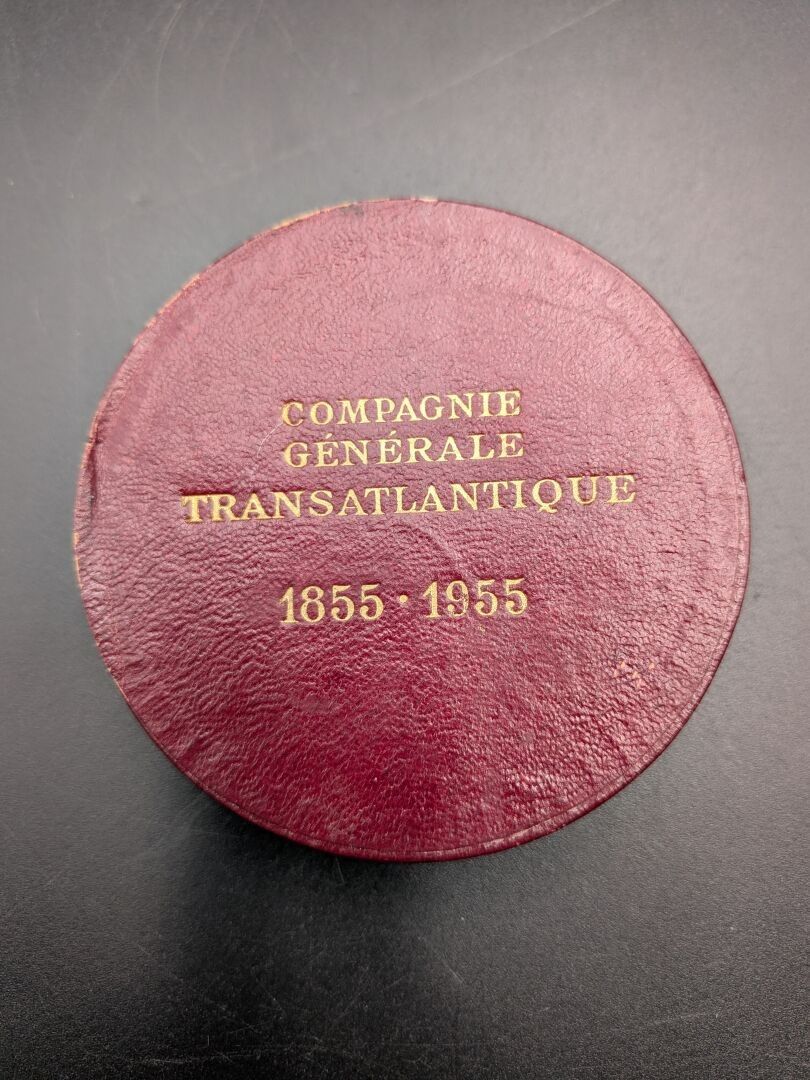 COMPAGNIE
GÉNÉRALE
TRANSATLANTIQUE
1855 · 1955